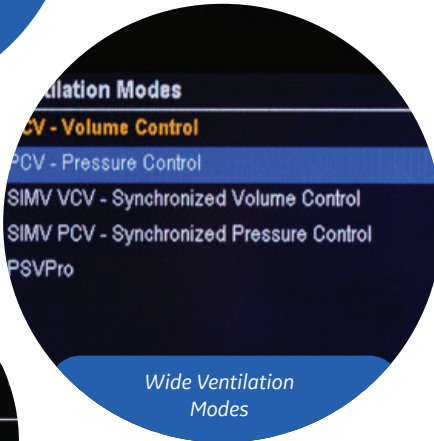 tilation Modes
CV - Volume Control
PCV - Pressure Control
SIMV VCV - Synchronized Volume Control
SIMV PCV - Synchronized Pressure Control
PSVPro
Wide Ventilation
Modes